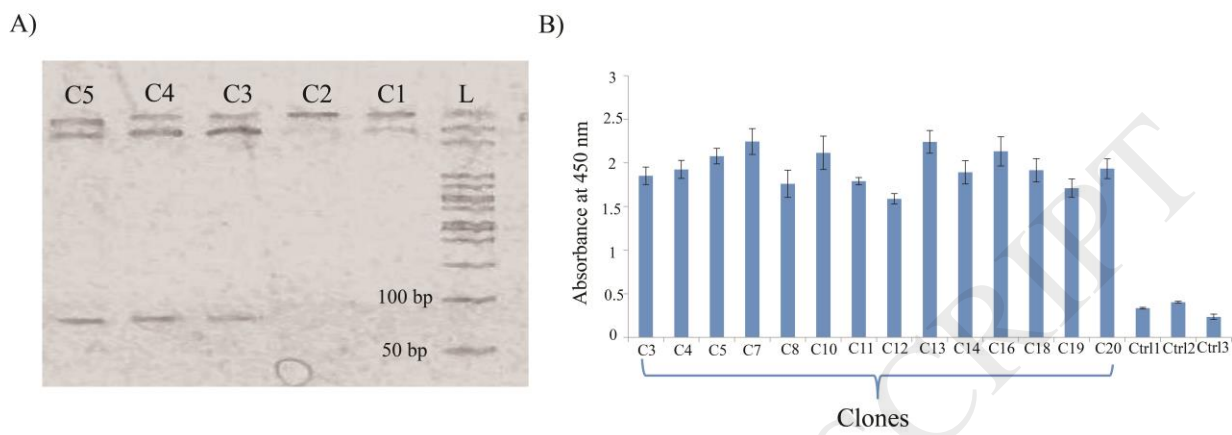 A)
C5 C4 C3 C2 C1 L
100 bp
50 bp
B)
Absorbance at 450 nm
3
2.5
2
1.5
1
0.5
0
C3 C4 C5 C7 C8 C10 C11 C12 C13 C14 C16 C18 C19 C20 Ctrl1 Ctrl2 Ctrl3
Clones
SCRIPT